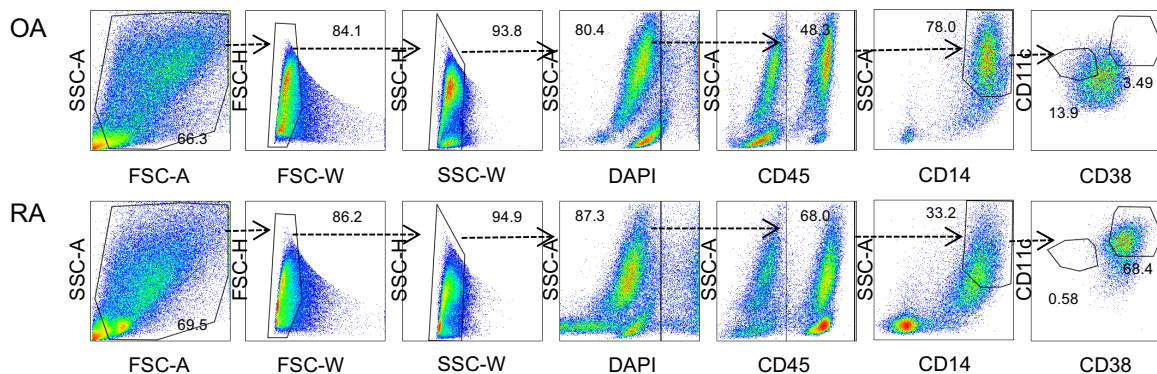 OA
SSC-A
66.3
FSC-A
FSC-H
84.1
FSC-W
SSC-H
93.8
SSC-W
SSC-A
80.4
DAPI
SSC-A
48.3
CD45
SSC-A
78.0
CD14
CD11c
13.9
3.49
CD38
RA
SSC-A
69.5
FSC-A
FSC-H
86.2
FSC-W
SSC-H
94.9
SSC-W
SSC-A
87.3
DAPI
SSC-A
68.0
CD45
SSC-A
33.2
CD14
CD11c
0.58
68.4
CD38